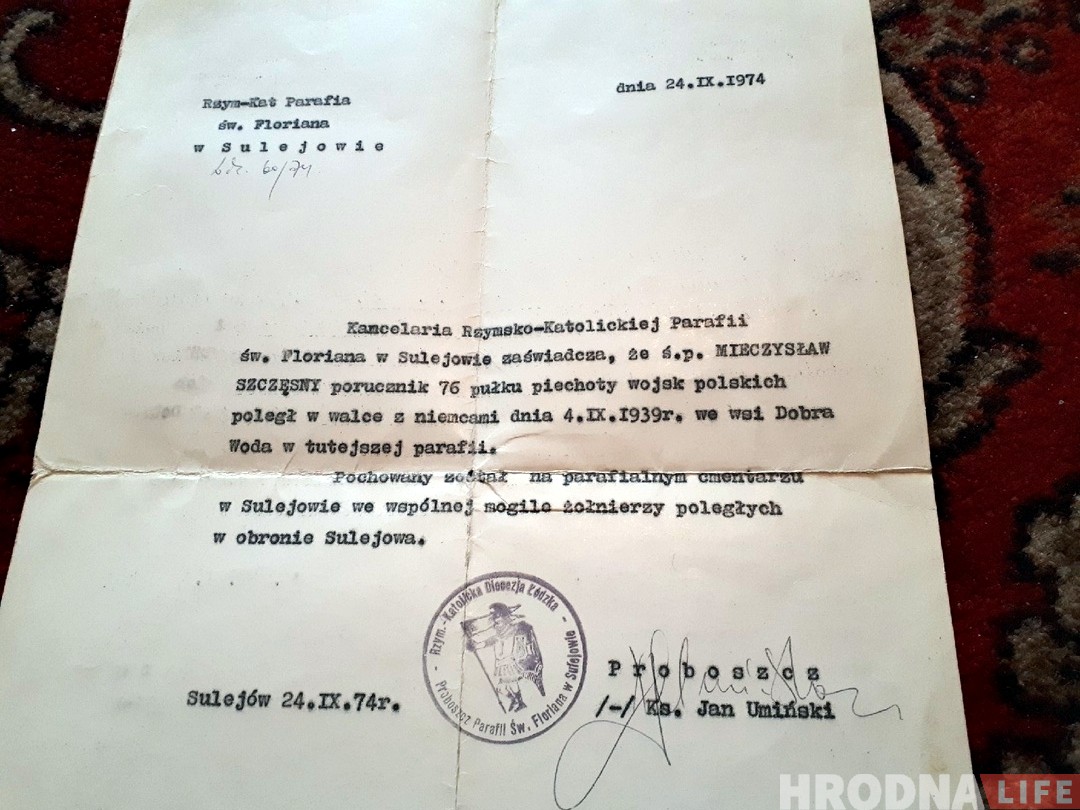 dnia 24.IX.1974
Rzym-Kat Parafia
św. Floriana
w Sulejowie
60/74
Kancelaria Rzymsko-Katolickiej Parafii
św. Floriana w Sulejowie zaświadcza, że ś.p. MIECZYSŁAW
SZCZĘSNY porucznik 76 pułku piechoty wojsk polskich
poległ w walce z niemcami dnia 4.IX.1939r. we wsi Dobra
Woda w tutejszej parafii.
Pochowany został na parafialnym cmentarzu
w Sulejowie we wspólnej mogile żołnierzy poległych
w obronie Sulejowa.
Rzym.-Katolicka Diecezja Łódzka
Proboszcz Parafii Św. Floriana w Sulejowie
Sulejów 24.IX.74r.
Proboszcz
/-/ Ks. Jan Umiński
HRODNA LIFE